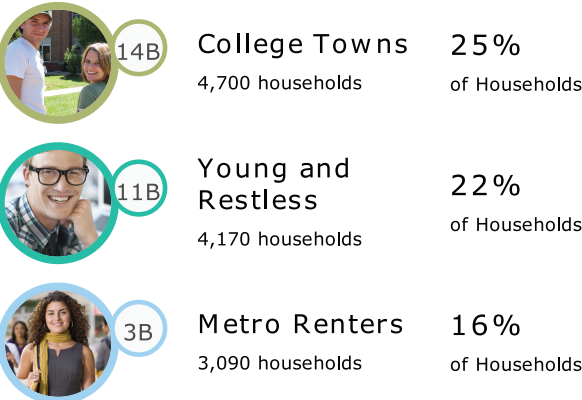 14B
College Towns
25%
4,700 households
of Households
11B
Young and
Restless
22%
4,170 households
of Households
3B
Metro Renters
16%
3,090 households
of Households